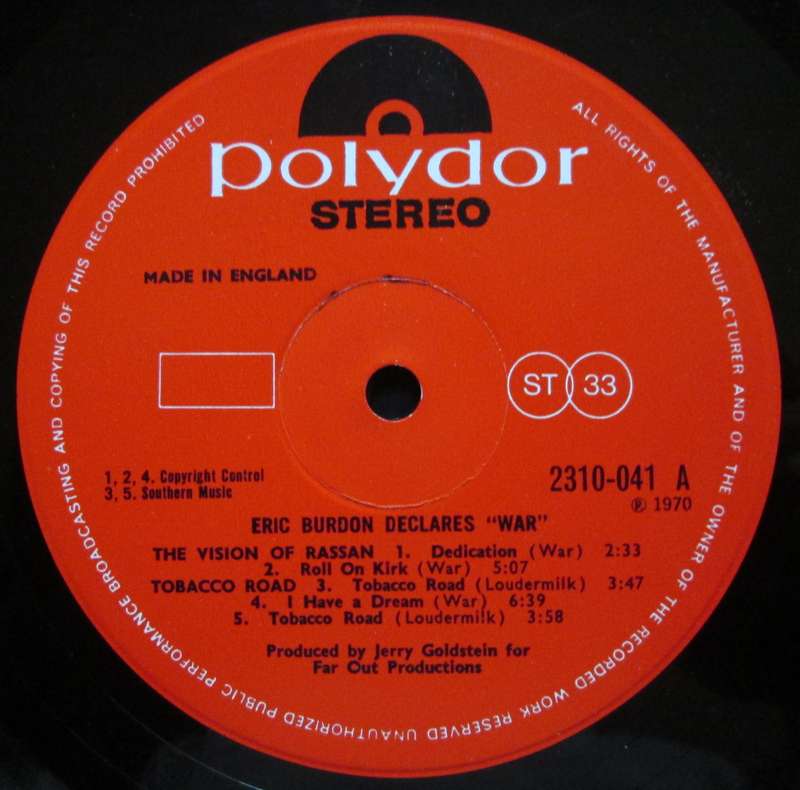 polydor
STEREO
MADE IN ENGLAND
ST 33
1, 2, 4. Copyright Control
3, 5. Southern Music
2310-041 A
℗ 1970
ERIC BURDON DECLARES “WAR”
THE VISION OF RASSAN 1. Dedication (War) 2:33
2. Roll On Kirk (War) 5:07
TOBACCO ROAD 3. Tobacco Road (Loudermilk) 3:47
4. I Have a Dream (War) 6:39
5. Tobacco Road (Loudermilk) 3:58
Produced by Jerry Goldstein for
Far Out Productions
ALL RIGHTS OF THE MANUFACTURER AND OF THE OWNER OF THE RECORDED WORK RESERVED UNAUTHORIZED PUBLIC PERFORMANCE BROADCASTING AND COPYING OF THIS RECORD PROHIBITED